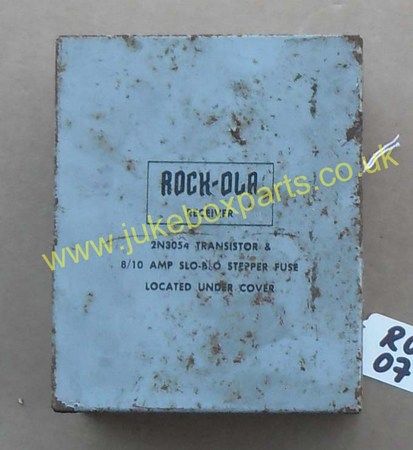 ROCK-OLA
RECEIVER
www.jukeboxparts.co.uk
2N3054 TRANSISTOR &
8/10 AMP SLO-BLO STEPPER FUSE
LOCATED UNDER COVER
07